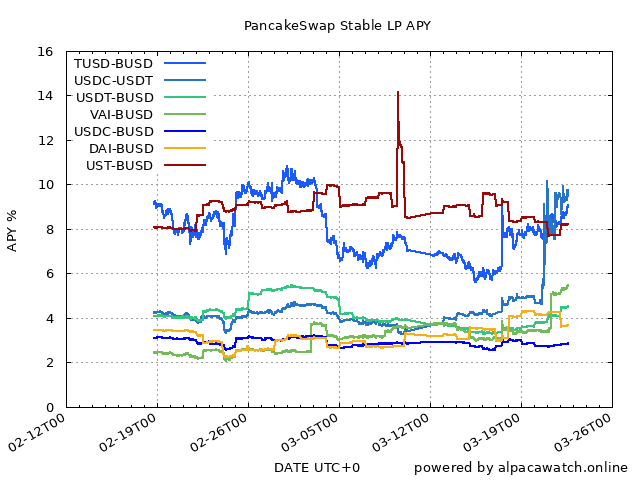 PancakeSwap Stable LP APY
16
14
12
10
8
6
4
2
0
APY %
TUSD-BUSD
USDC-USDT
USDT-BUSD
VAI-BUSD
USDC-BUSD
DAI-BUSD
UST-BUSD
02-12T00
02-19T00
02-26T00
03-05T00
03-12T00
03-19T00
03-26T00
DATE UTC+0
powered by alpacawatch.online